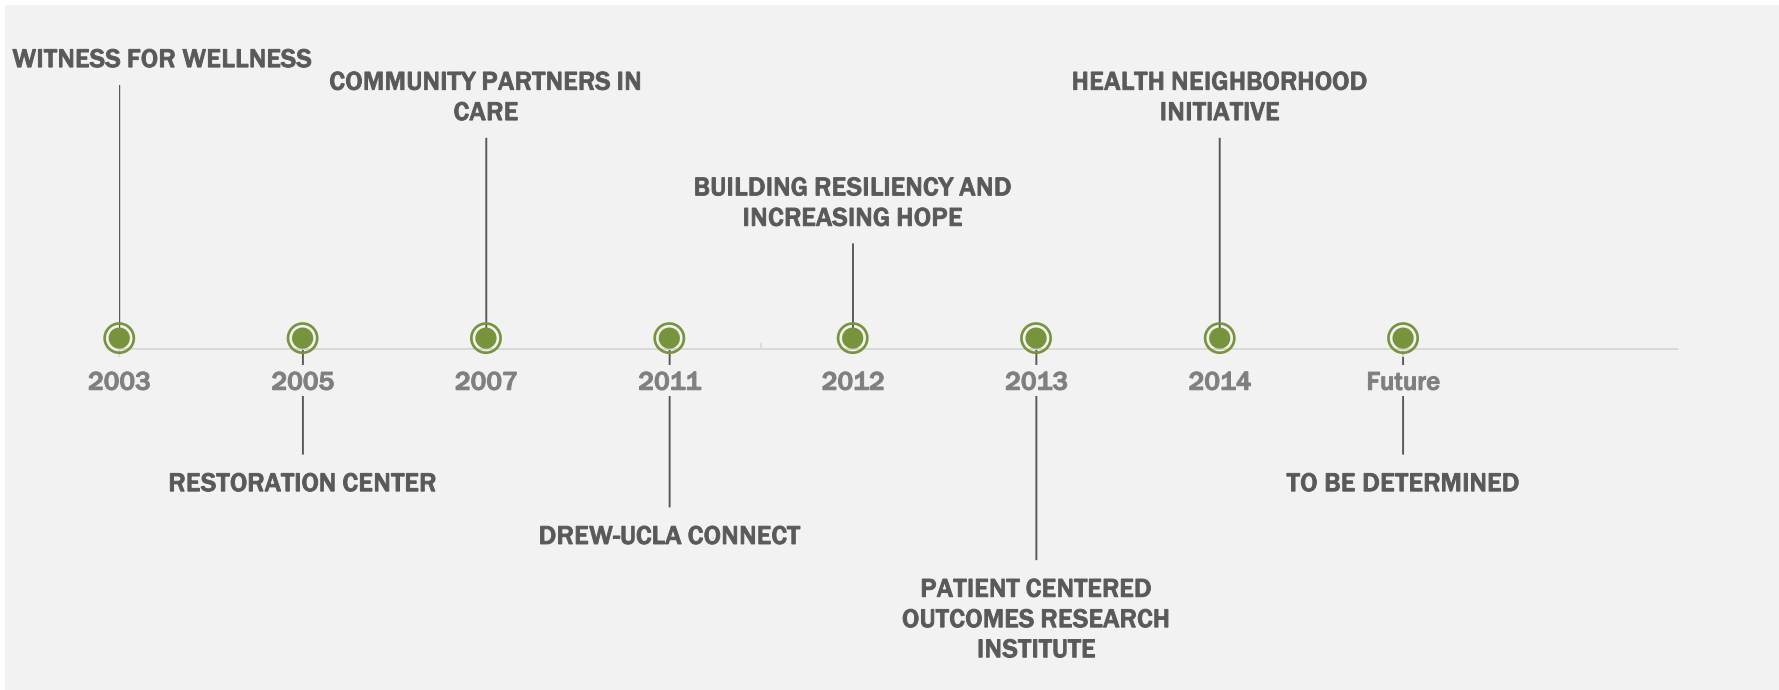 WITNESS FOR WELLNESS
COMMUNITY PARTNERS IN
CARE
HEALTH NEIGHBORHOOD
INITIATIVE
BUILDING RESILIENCY AND
INCREASING HOPE
2003
2005
2007
2011
2012
2013
2014
Future
RESTORATION CENTER
TO BE DETERMINED
DREW-UCLA CONNECT
PATIENT CENTERED
OUTCOMES RESEARCH
INSTITUTE